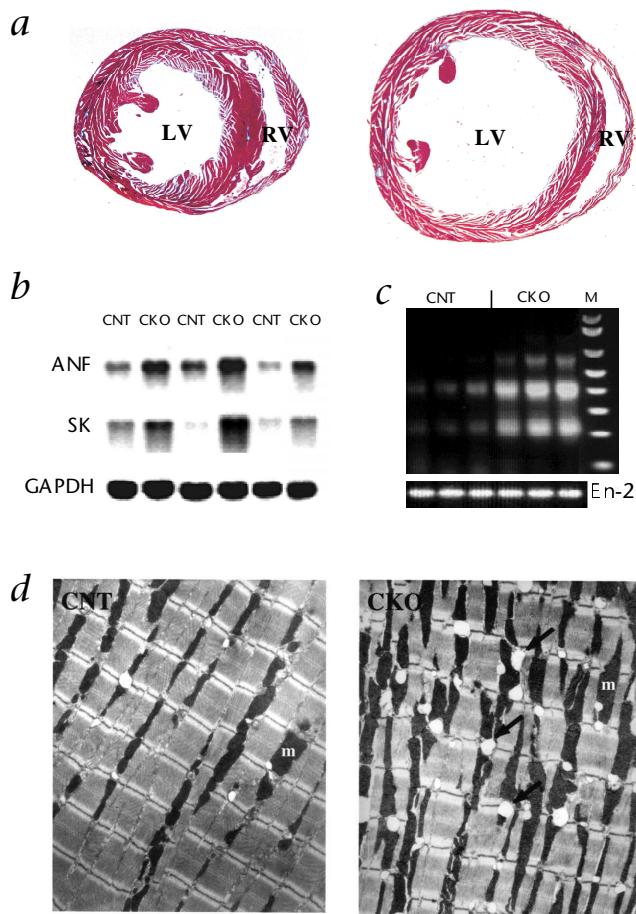 a
LV RV
LV RV
b
CNT CKO CNT CKO CNT CKO
ANF
SK
GAPDH
c
CNT | CKO M
En-2
d
CNT
m
CKO
m